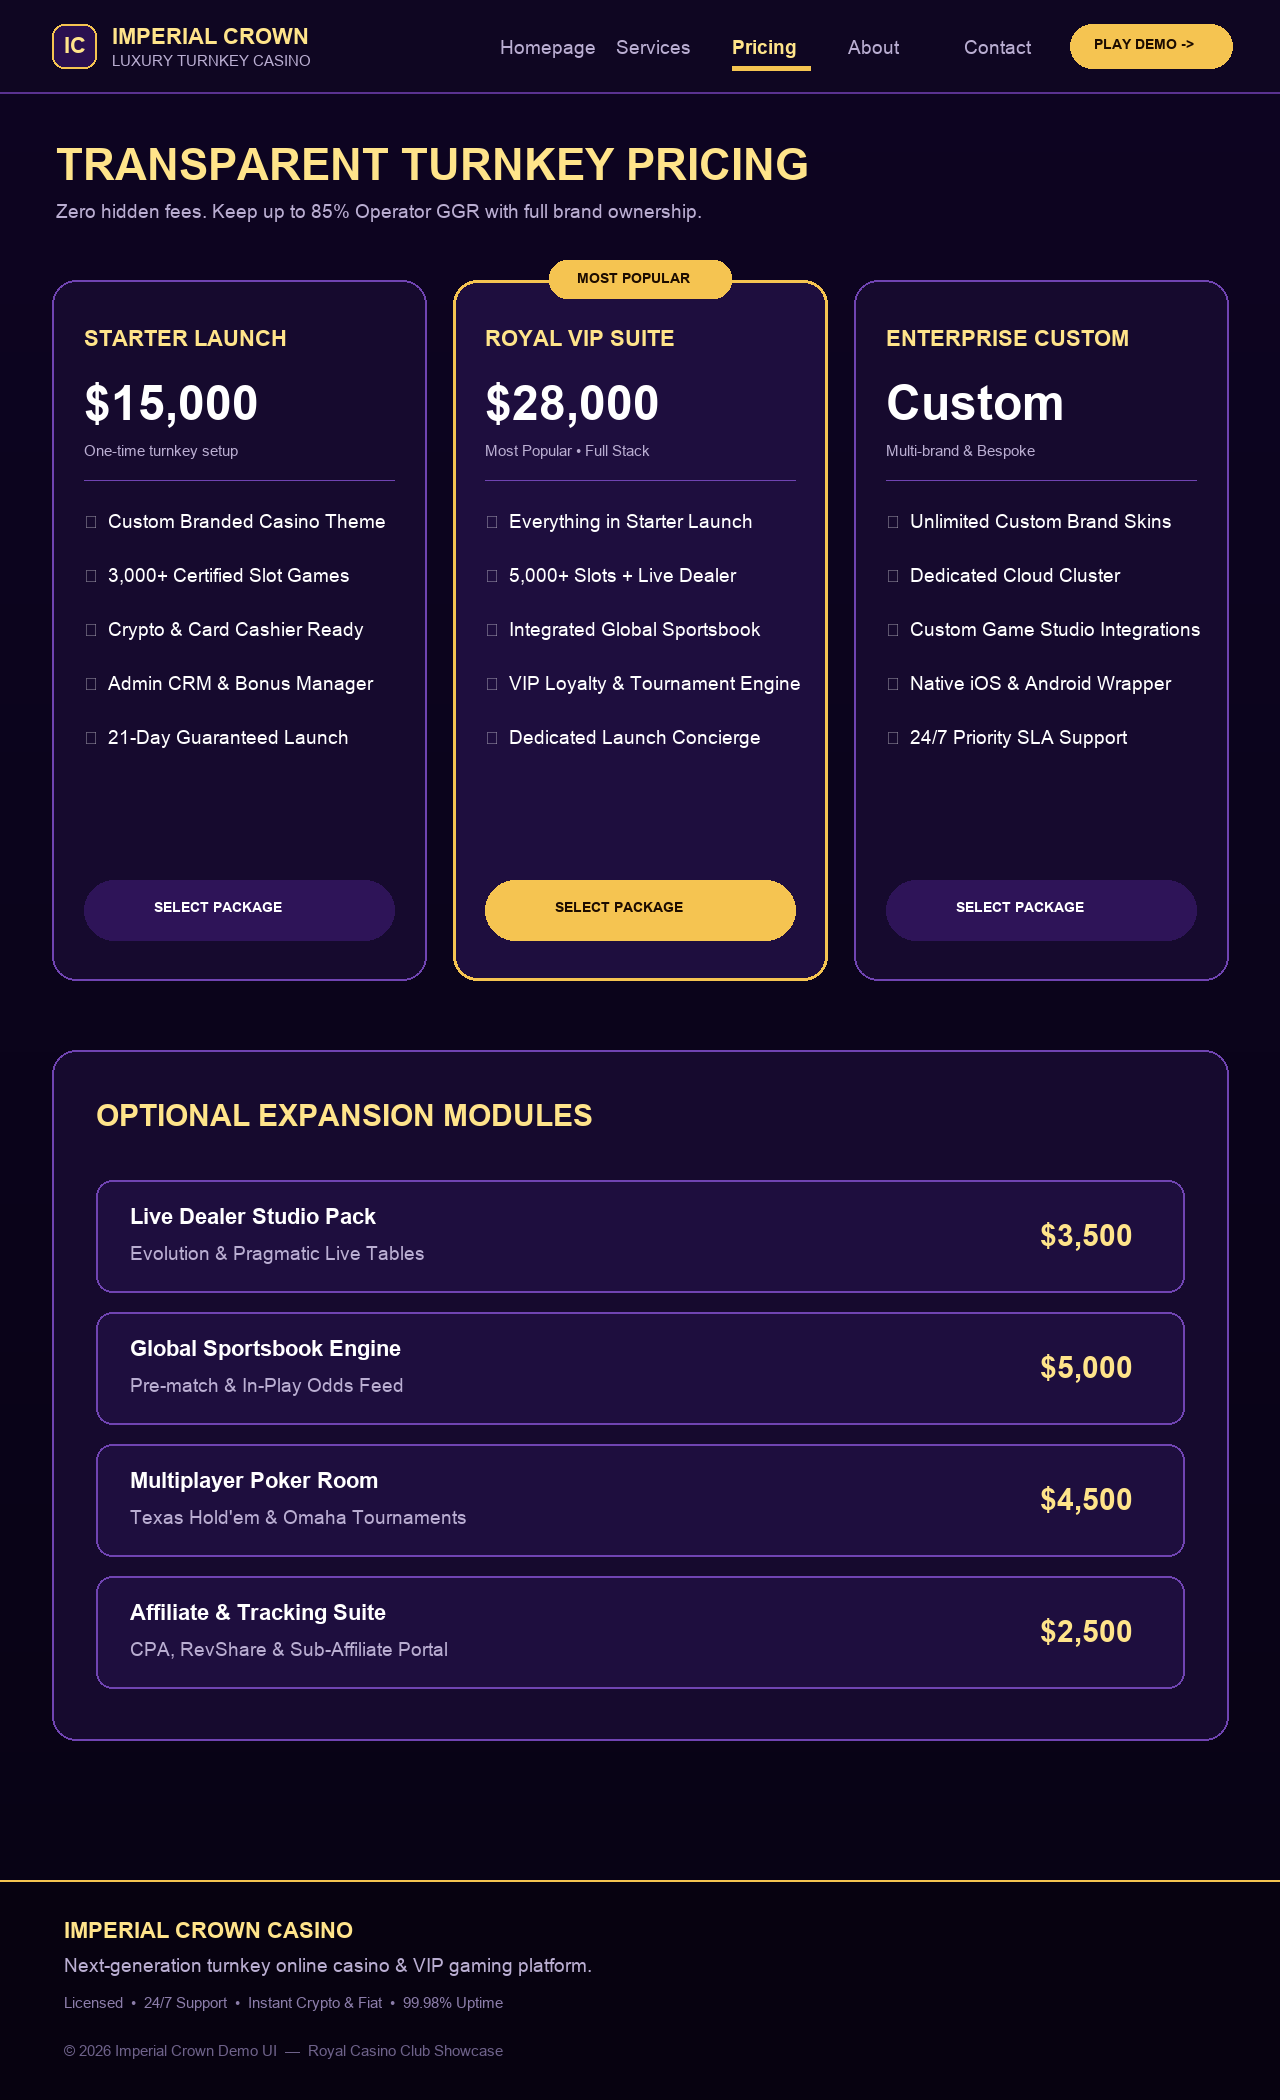 IC
IMPERIAL CROWN
LUXURY TURNKEY CASINO
Homepage Services Pricing About Contact PLAY DEMO ->
TRANSPARENT TURNKEY PRICING
Zero hidden fees. Keep up to 85% Operator GGR with full brand ownership.
STARTER LAUNCH
$15,000
One-time turnkey setup
Custom Branded Casino Theme
3,000+ Certified Slot Games
Crypto & Card Cashier Ready
Admin CRM & Bonus Manager
21-Day Guaranteed Launch
SELECT PACKAGE
MOST POPULAR
ROYAL VIP SUITE
$28,000
Most Popular • Full Stack
Everything in Starter Launch
5,000+ Slots + Live Dealer
Integrated Global Sportsbook
VIP Loyalty & Tournament Engine
Dedicated Launch Concierge
SELECT PACKAGE
ENTERPRISE CUSTOM
Custom
Multi-brand & Bespoke
Unlimited Custom Brand Skins
Dedicated Cloud Cluster
Custom Game Studio Integrations
Native iOS & Android Wrapper
24/7 Priority SLA Support
SELECT PACKAGE
OPTIONAL EXPANSION MODULES
Live Dealer Studio Pack
Evolution & Pragmatic Live Tables
$3,500
Global Sportsbook Engine
Pre-match & In-Play Odds Feed
$5,000
Multiplayer Poker Room
Texas Hold'em & Omaha Tournaments
$4,500
Affiliate & Tracking Suite
CPA, RevShare & Sub-Affiliate Portal
$2,500
IMPERIAL CROWN CASINO
Next-generation turnkey online casino & VIP gaming platform.
Licensed • 24/7 Support • Instant Crypto & Fiat • 99.98% Uptime
© 2026 Imperial Crown Demo UI — Royal Casino Club Showcase